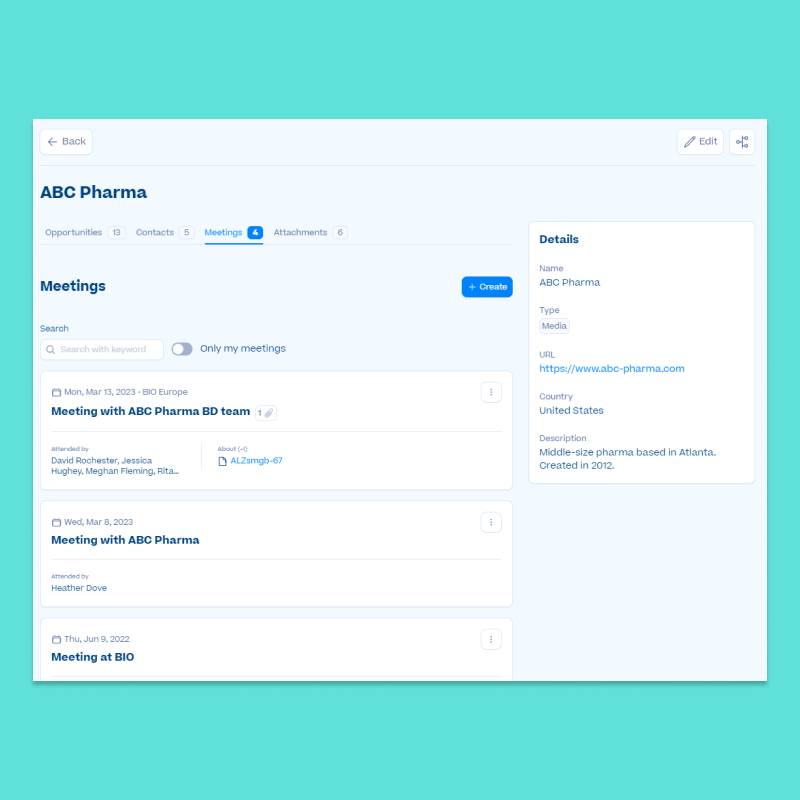 Back
Edit
ABC Pharma
Opportunities 13 Contacts 5 Meetings 4 Attachments 6
Meetings
+ Create
Search
Search with keyword
Only my meetings
Mon, Mar 13, 2023 - BIO Europe
Meeting with ABC Pharma BD team 1
Attended by
David Rochester, Jessica
Hughey, Meghan Fleming, Rita...
About (+1)
ALZsmgb-67
Wed, Mar 8, 2023
Meeting with ABC Pharma
Attended by
Heather Dove
Thu, Jun 9, 2022
Meeting at BIO
Details
Name
ABC Pharma
Type
Media
URL
https://www.abc-pharma.com
Country
United States
Description
Middle-size pharma based in Atlanta.
Created in 2012.